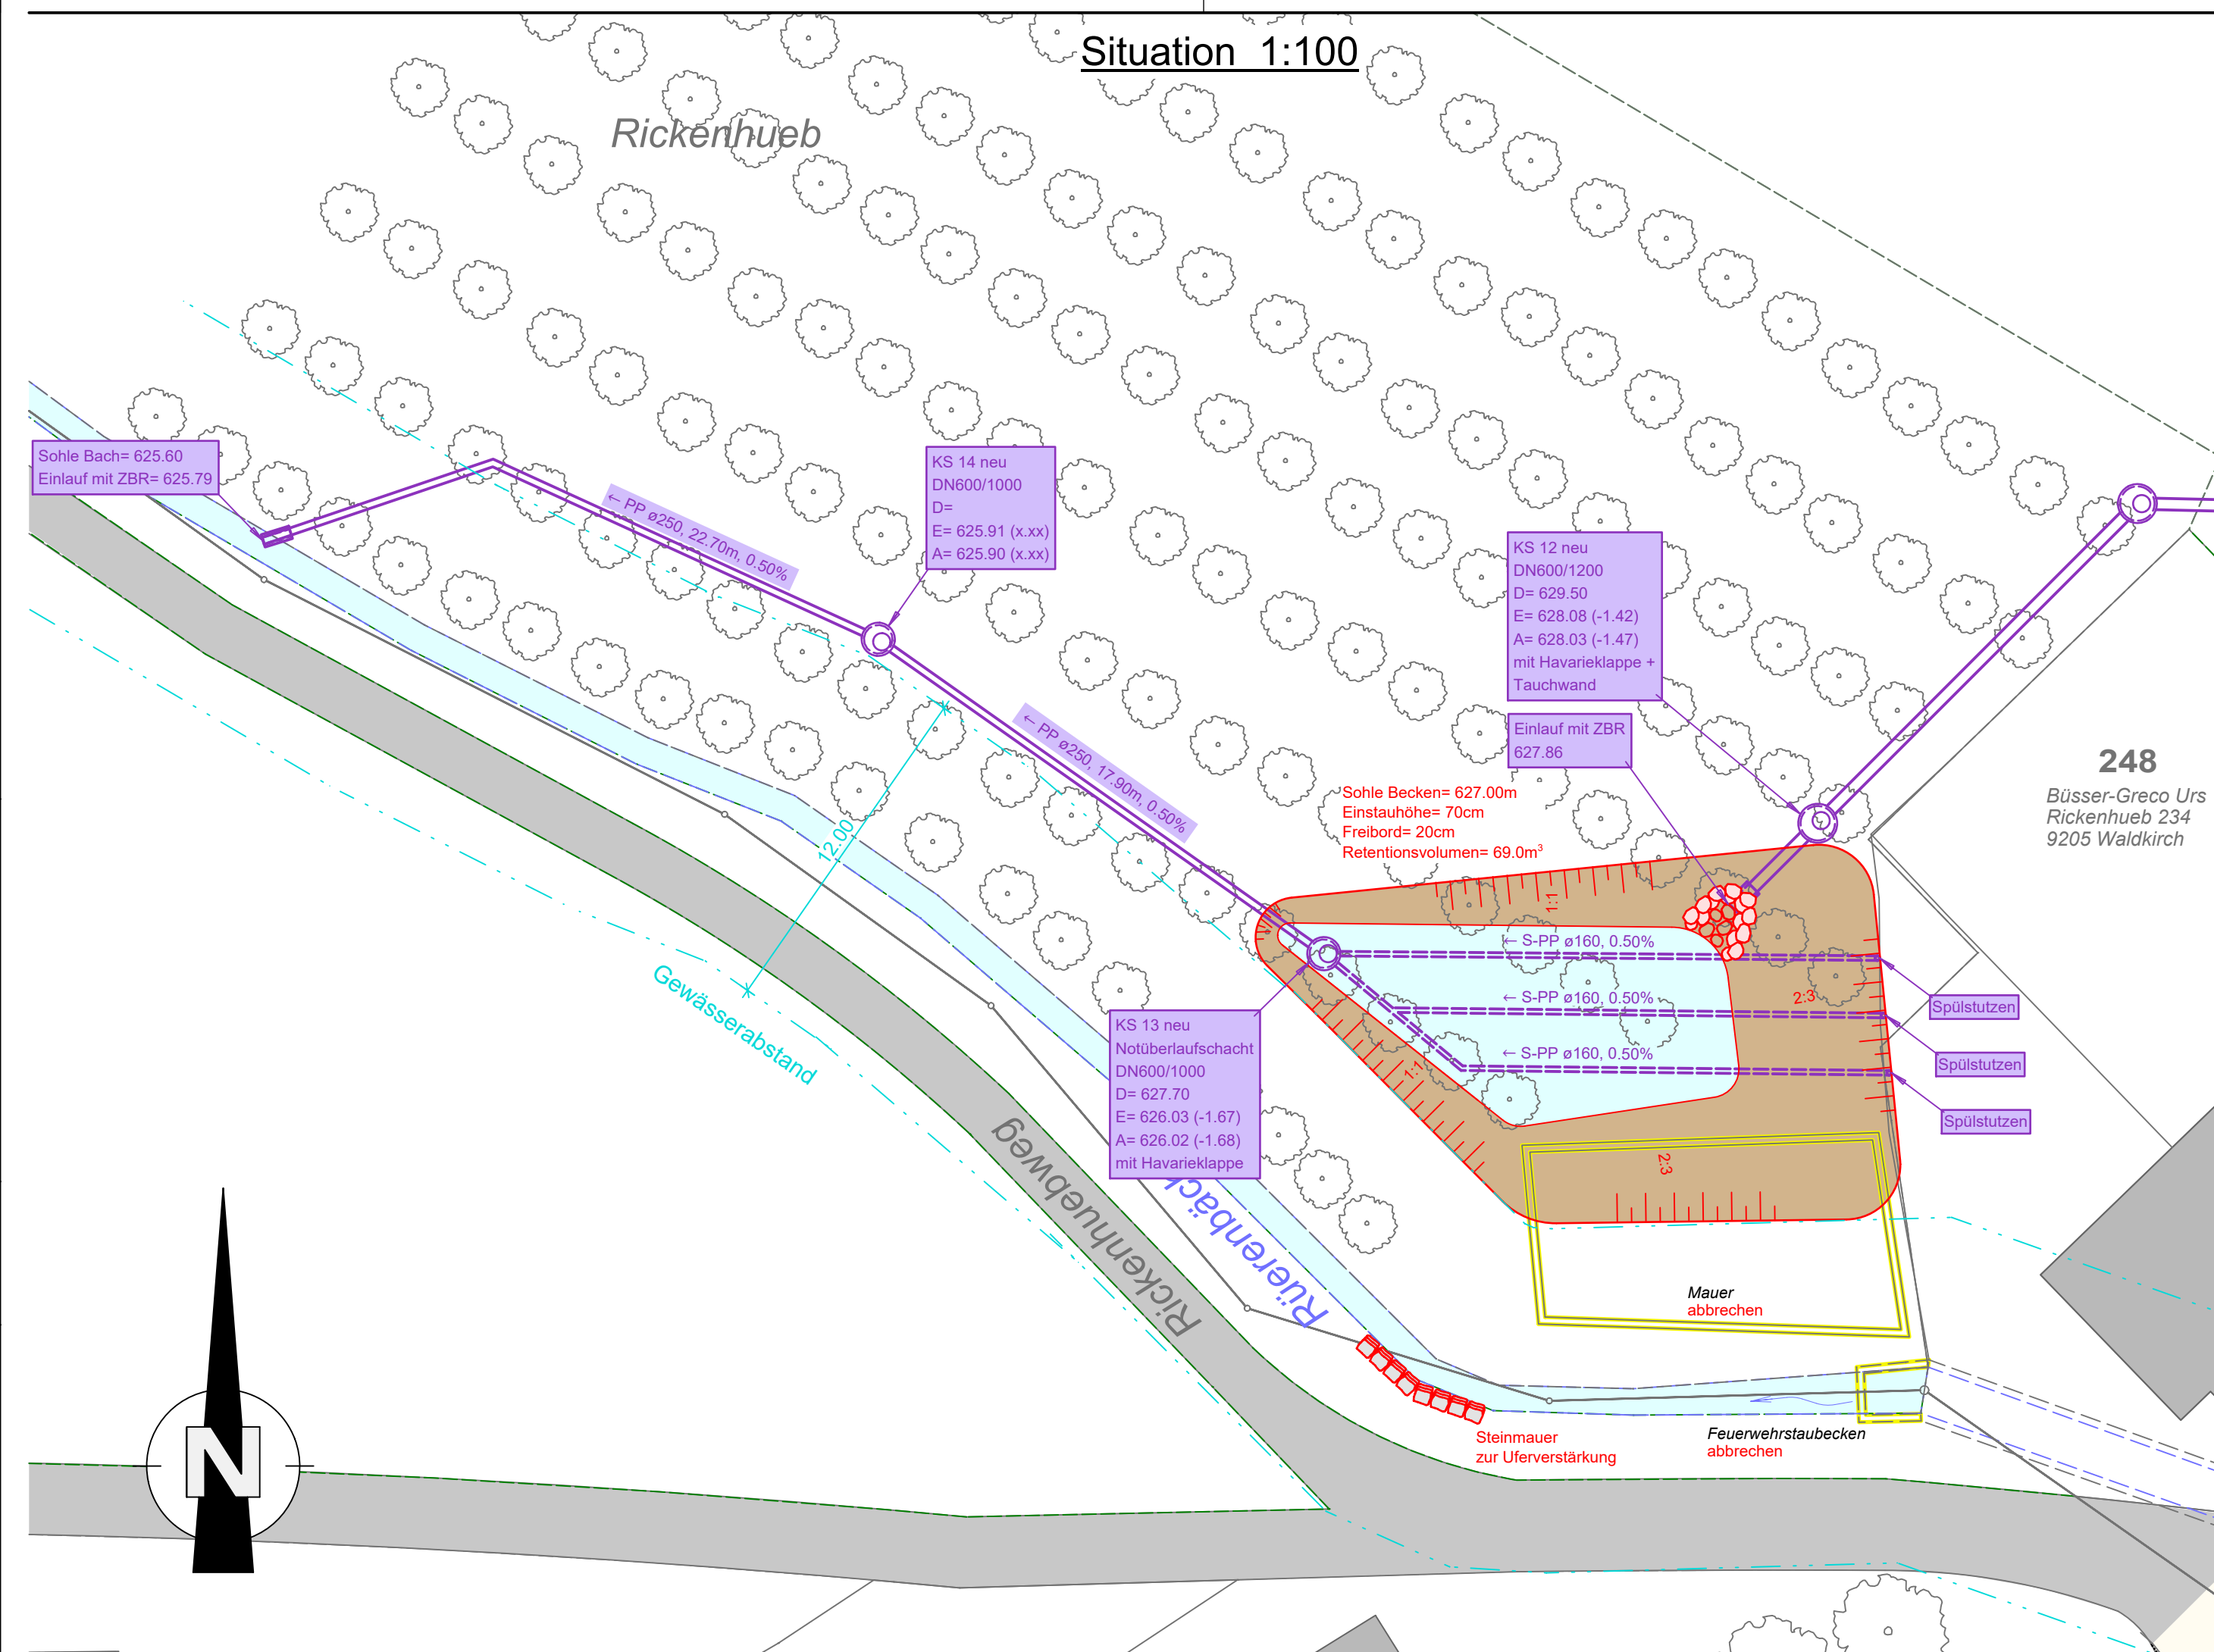 Situation 1:100
Rickenhueb
Sohle Bach= 625.60
Einlauf mit ZBR= 625.79
← PP ø250, 22.70m, 0.50%
KS 14 neu
DN600/1000
D=
E= 625.91 (x.xx)
A= 625.90 (x.xx)
KS 12 neu
DN600/1200
D= 629.50
E= 628.08 (-1.42)
A= 628.03 (-1.47)
mit Havarieklappe +
Tauchwand
← PP ø250, 17.90m, 0.50%
Einlauf mit ZBR
627.86
248
Büsser-Greco Urs
Rickenhueb 234
9205 Waldkirch
Sohle Becken= 627.00m
Einstauhöhe= 70cm
Freibord= 20cm
Retentionsvolumen= 69.0m³
12.00
Gewässerabstand
1:1
← S-PP ø160, 0.50%
← S-PP ø160, 0.50%
← S-PP ø160, 0.50%
2:3
1:1
2:3
Spülstutzen
Spülstutzen
Spülstutzen
KS 13 neu
Notüberlaufschacht
DN600/1000
D= 627.70
E= 626.03 (-1.67)
A= 626.02 (-1.68)
mit Havarieklappe
Rickenhuebweg
Rüerenbäck
Mauer
abbrechen
Steinmauer
zur Uferverstärkung
Feuerwehrstaubecken
abbrechen
N